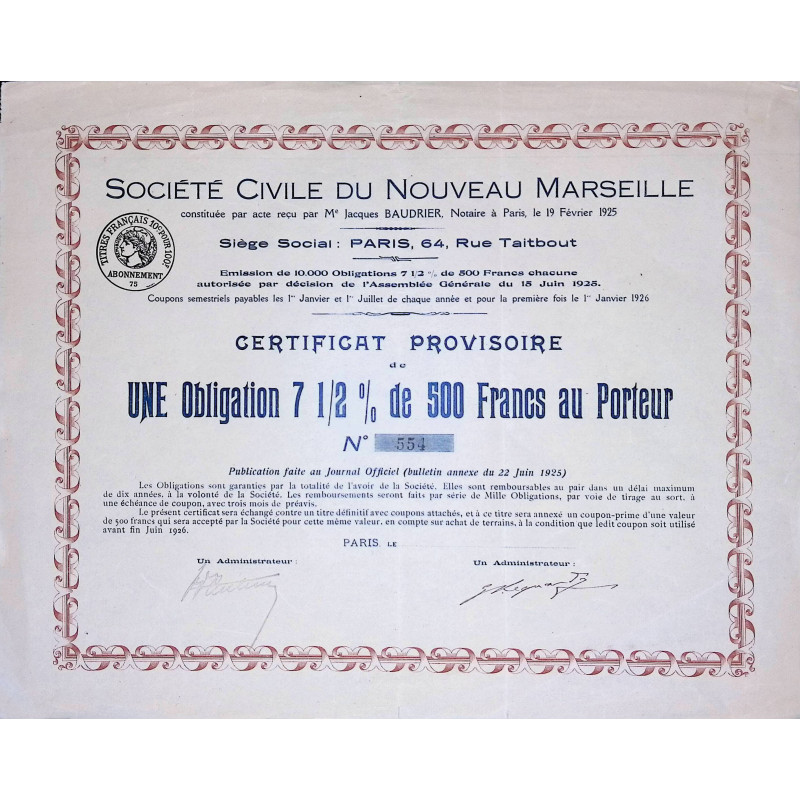 SOCIÉTÉ CIVILE DU NOUVEAU MARSEILLE
constituée par acte reçu par Mᵉ Jacques BAUDRIER, Notaire à Paris, le 19 Février 1925
TITRES FRANÇAIS 10ᶜ POUR 100ᶠ
ABONNEMENT
75
Siège Social : PARIS, 64, Rue Taitbout
Emission de 10.000 Obligations 7 1/2 % de 500 Francs chacune
autorisée par décision de l'Assemblée Générale du 15 Juin 1925.
Coupons semestriels payables les 1ᵉʳ Janvier et 1ᵉʳ Juillet de chaque année et pour la première fois le 1ᵉʳ Janvier 1926
CERTIFICAT PROVISOIRE
de
UNE Obligation 7 1/2 % de 500 Francs au Porteur
N° 554
Publication faite au Journal Officiel (bulletin annexe du 22 Juin 1925)
Les Obligations sont garanties par la totalité de l'avoir de la Société. Elles sont remboursables au pair dans un délai maximum
de dix années, à la volonté de la Société. Les remboursements seront faits par série de Mille Obligations, par voie de tirage au sort, à
une échéance de coupon, avec trois mois de préavis.
Le présent certificat sera échangé contre un titre définitif avec coupons attachés, et à ce titre sera annexé un coupon-prime d'une valeur
de 500 francs qui sera accepté par la Société pour cette même valeur, en compte sur achat de terrains, à la condition que ledit coupon soit utilisé
avant fin Juin 1926.
PARIS, LE
Un Administrateur :
Un Administrateur :